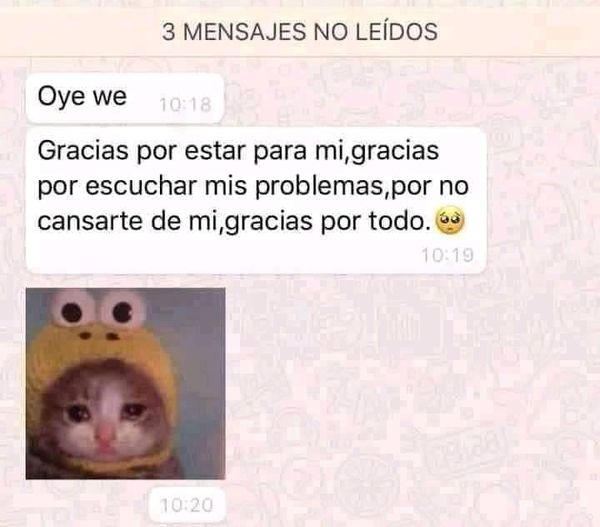 3 MENSAJES NO LEÍDOS
Oye we 10:18
Gracias por estar para mi,gracias
por escuchar mis problemas,por no
cansarte de mi,gracias por todo.🥺
10:19
10:20